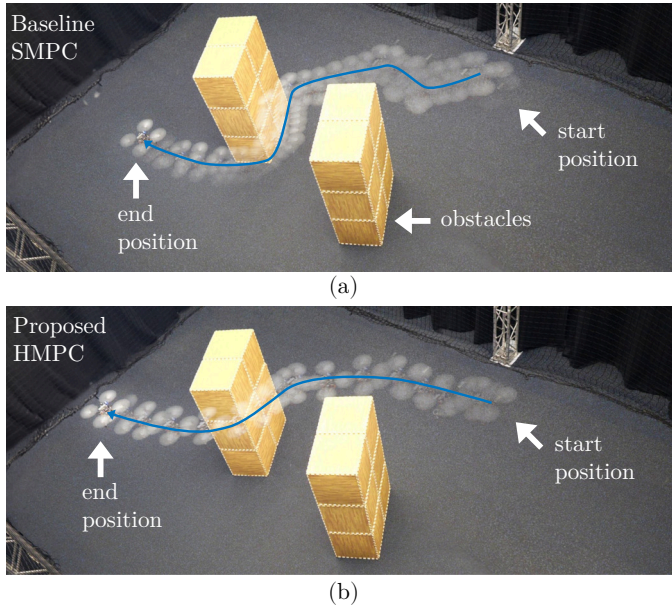 Baseline
SMPC
start
position
end
position
obstacles
(a)
Proposed
HMPC
start
position
end
position
(b)